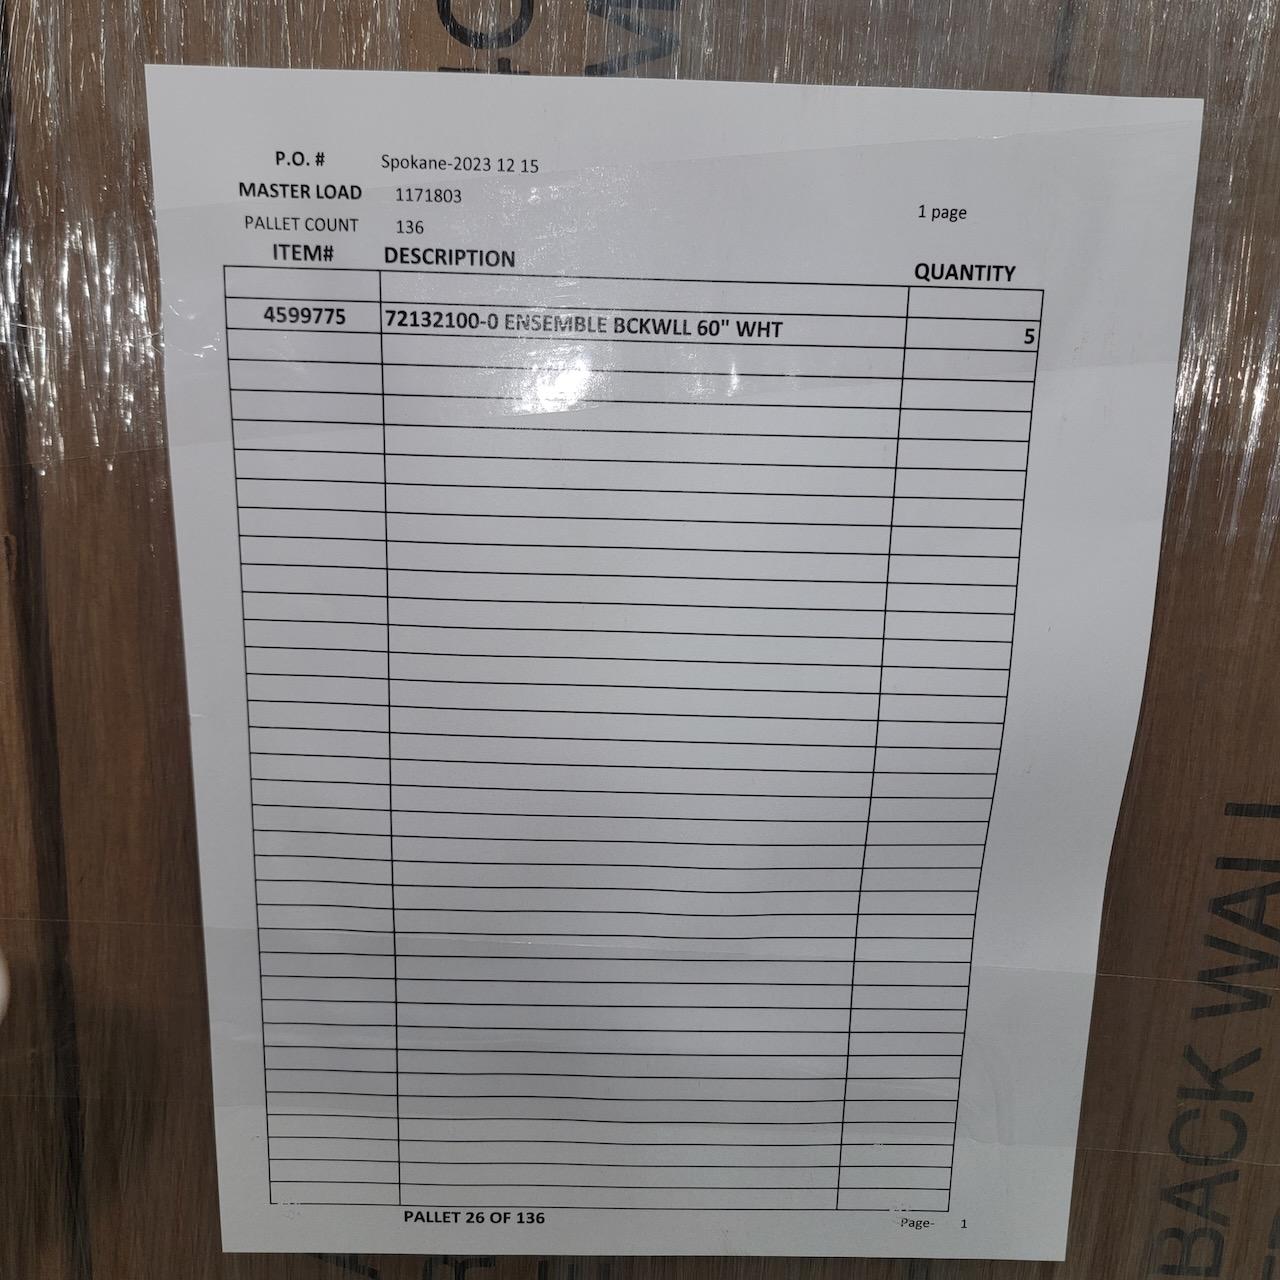 P.O. # Spokane-2023 12 15
MASTER LOAD 1171803
1 page
PALLET COUNT 136
ITEM# DESCRIPTION QUANTITY
4599775 72132100-0 ENSEMBLE BCKWLL 60" WHT 5
PALLET 26 OF 136 Page- 1
BACK WALL